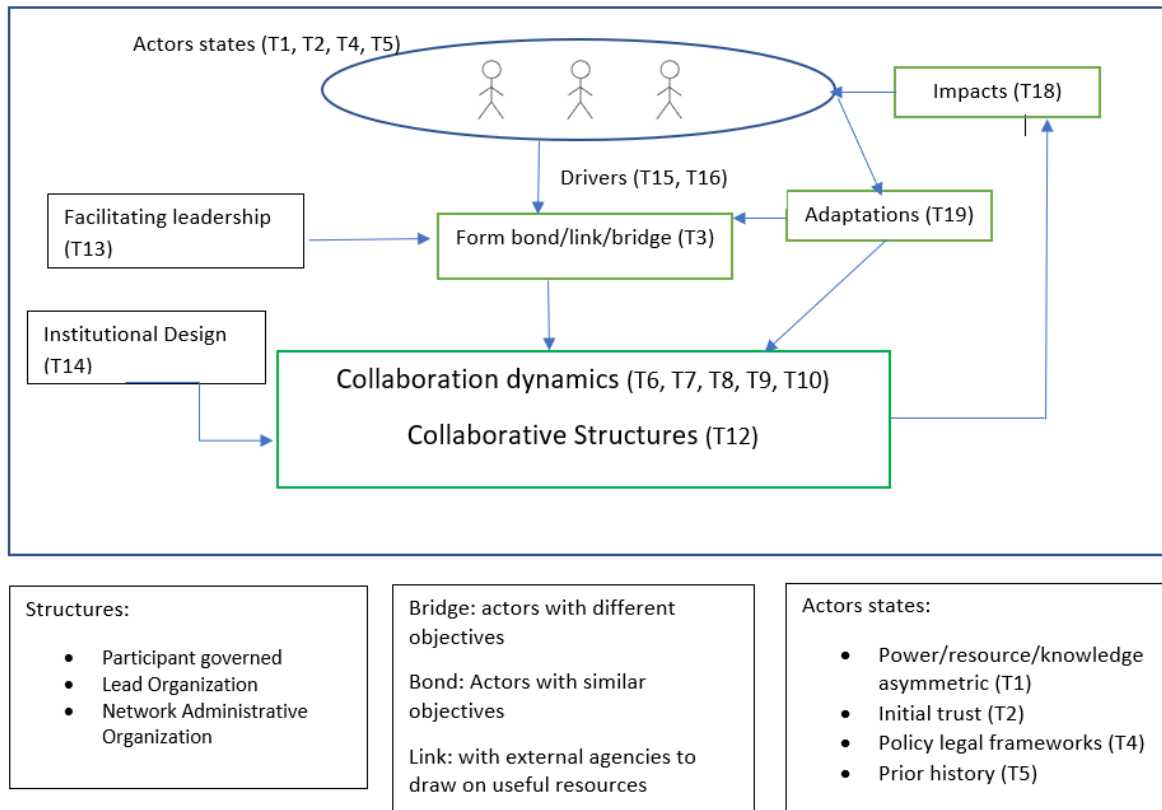 Actors states (T1, T2, T4, T5)
Impacts (T18)
Drivers (T15, T16)
Facilitating leadership
(T13)
Form bond/link/bridge (T3)
Adaptations (T19)
Institutional Design
(T14)
Collaboration dynamics (T6, T7, T8, T9, T10)
Collaborative Structures (T12)
Structures:
• Participant governed
• Lead Organization
• Network Administrative
Organization
Bridge: actors with different
objectives
Bond: Actors with similar
objectives
Link: with external agencies to
draw on useful resources
Actors states:
• Power/resource/knowledge
asymmetric (T1)
• Initial trust (T2)
• Policy legal frameworks (T4)
• Prior history (T5)